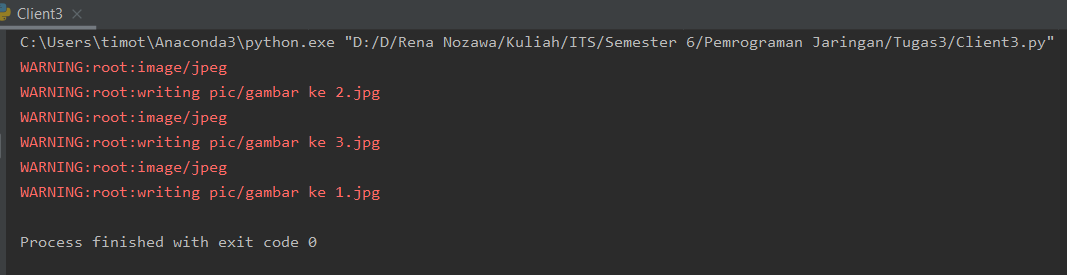 Client3
C:\Users\timot\Anaconda3\python.exe "D:/D/Rena Nozawa/Kuliah/ITS/Semester 6/Pemrograman Jaringan/Tugas3/Client3.py"
WARNING:root:image/jpeg
WARNING:root:writing pic/gambar ke 2.jpg
WARNING:root:image/jpeg
WARNING:root:writing pic/gambar ke 3.jpg
WARNING:root:image/jpeg
WARNING:root:writing pic/gambar ke 1.jpg
Process finished with exit code 0